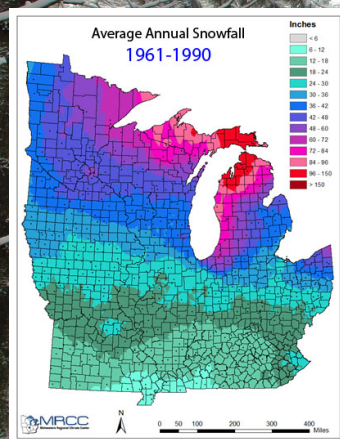 Average Annual Snowfall
1961-1990
Inches
< 6
6 - 12
12 - 18
18 - 24
24 - 30
30 - 36
36 - 42
42 - 48
48 - 60
60 - 72
72 - 84
84 - 96
96 - 150
> 150
MRCC
N
0 50 100 200 300 400
Miles